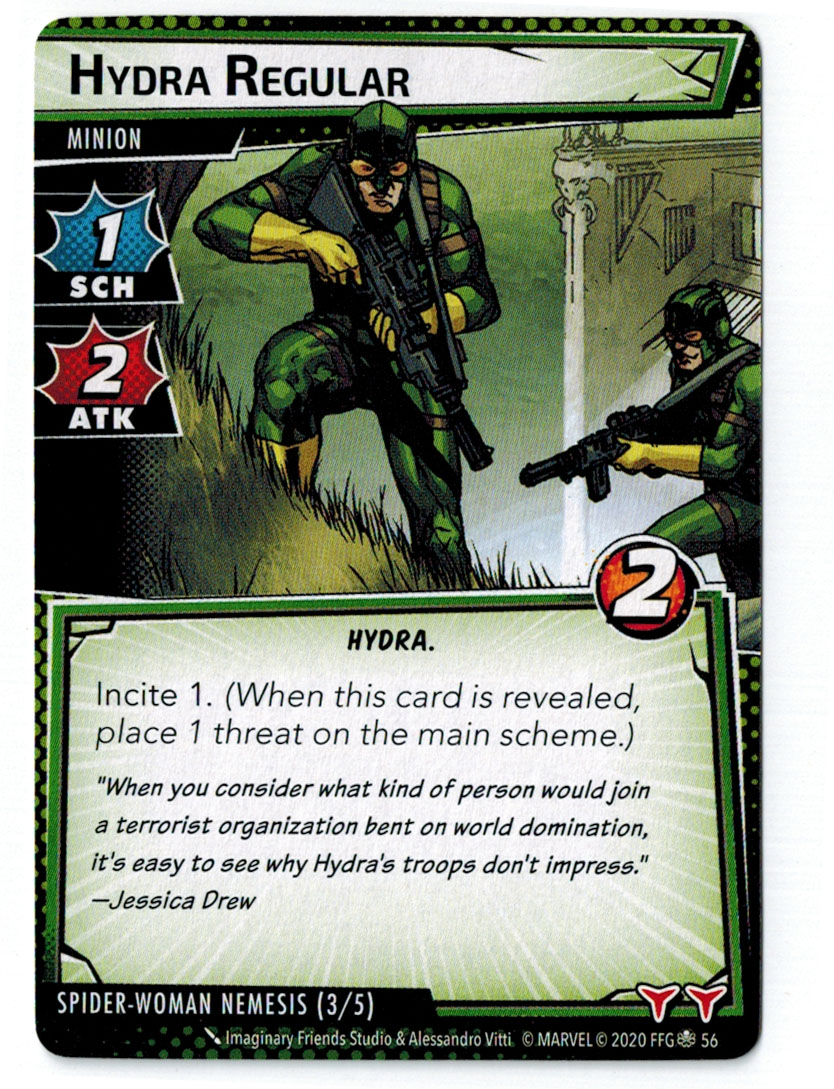 HYDRA REGULAR
MINION
1
SCH
2
ATK
2
HYDRA.
Incite 1. (When this card is revealed,
place 1 threat on the main scheme.)
"When you consider what kind of person would join
a terrorist organization bent on world domination,
it's easy to see why Hydra's troops don't impress."
—Jessica Drew
SPIDER-WOMAN NEMESIS (3/5)
Imaginary Friends Studio & Alessandro Vitti © MARVEL © 2020 FFG 56